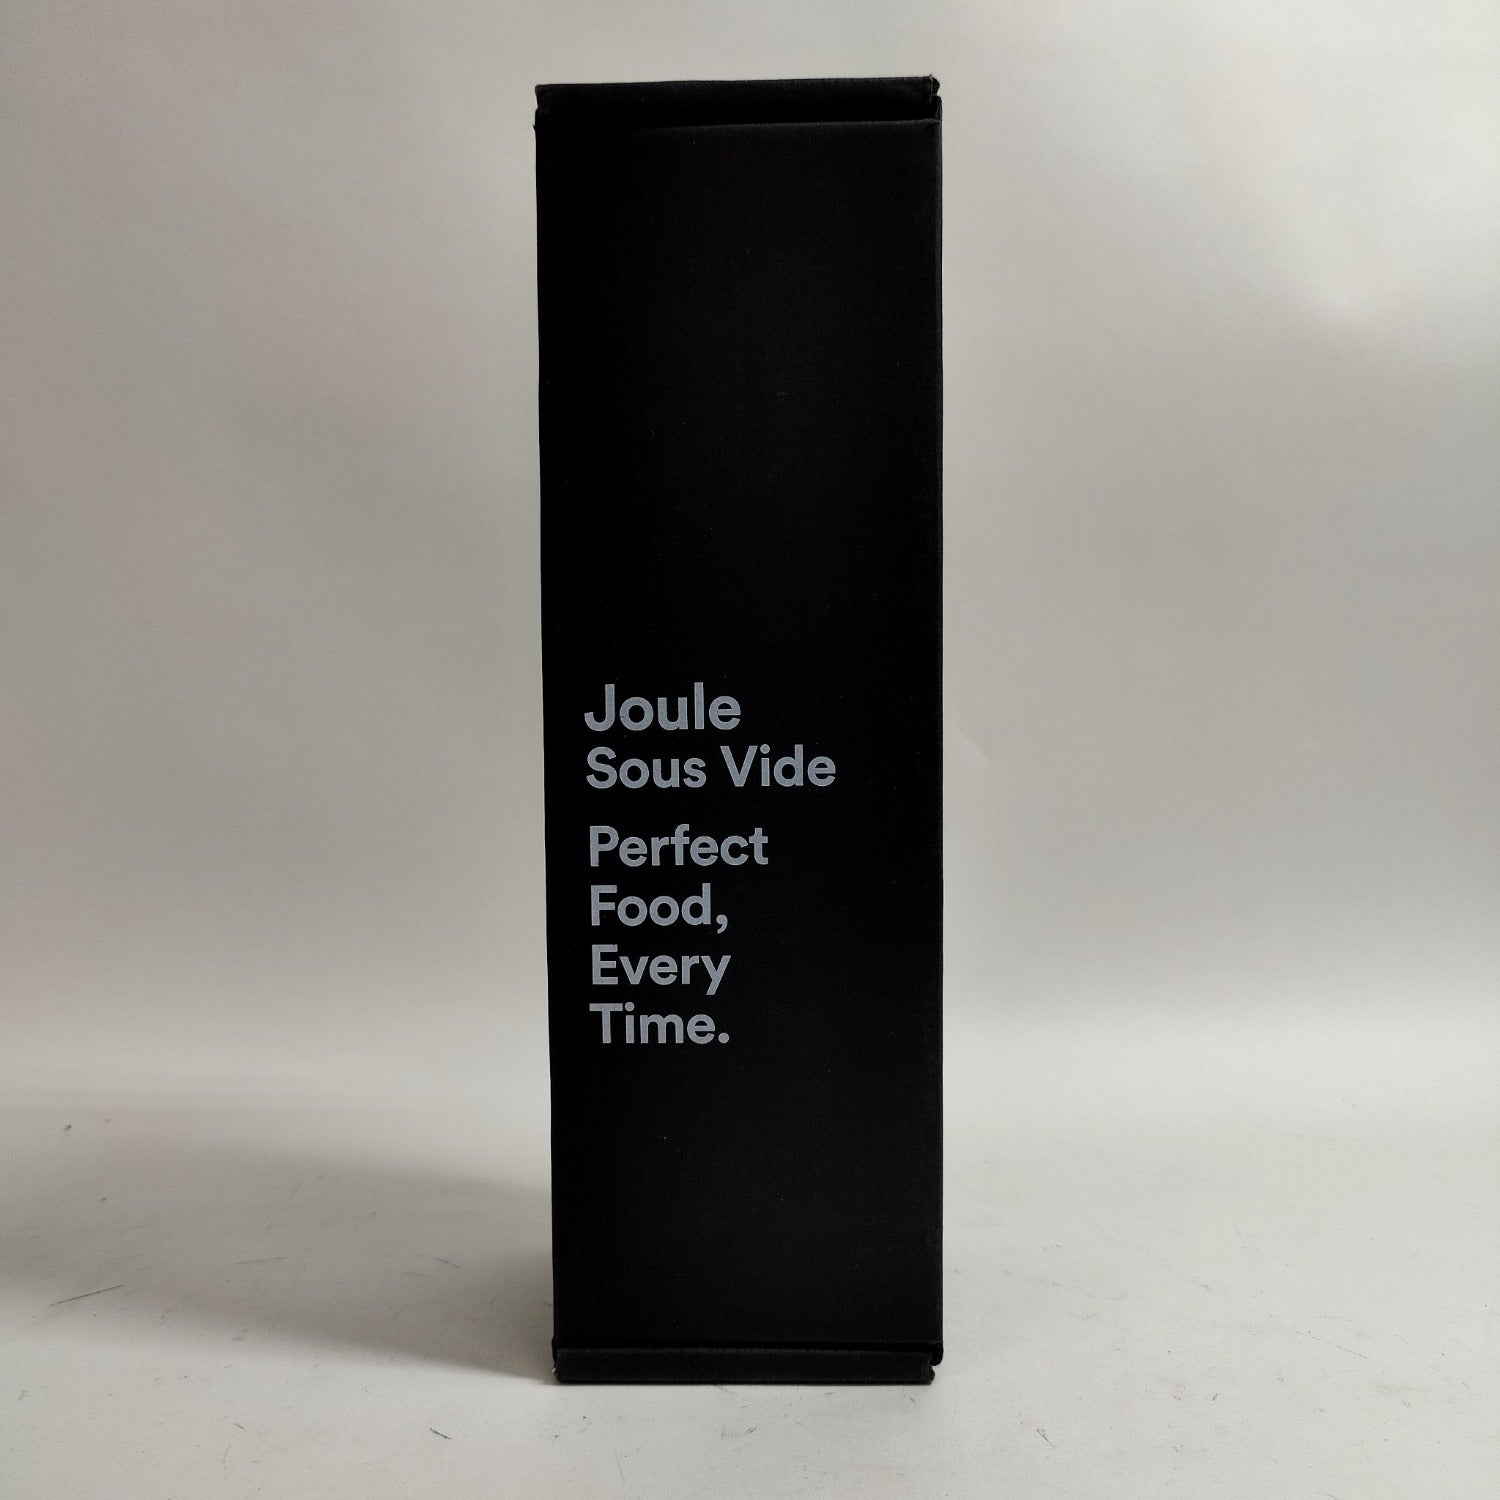 Joule
Sous Vide
Perfect
Food,
Every
Time.